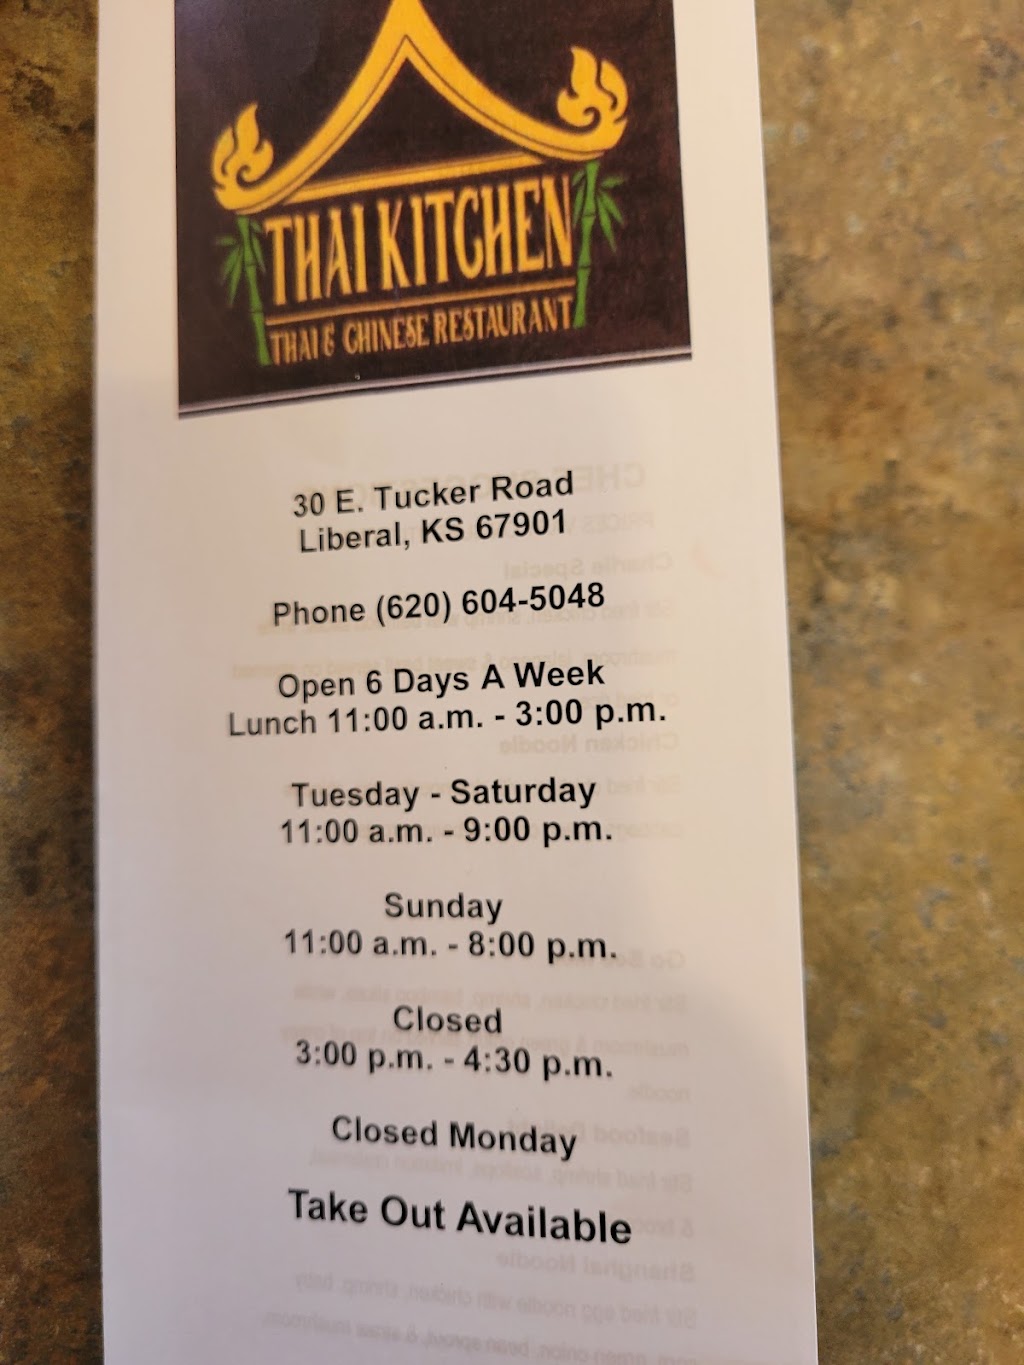 THAI KITCHEN
THAI & CHINESE RESTAURANT
30 E. Tucker Road
Liberal, KS 67901
Phone (620) 604-5048
Open 6 Days A Week
Lunch 11:00 a.m. - 3:00 p.m.
Tuesday - Saturday
11:00 a.m. - 9:00 p.m.
Sunday
11:00 a.m. - 8:00 p.m.
Closed
3:00 p.m. - 4:30 p.m.
Closed Monday
Take Out Available